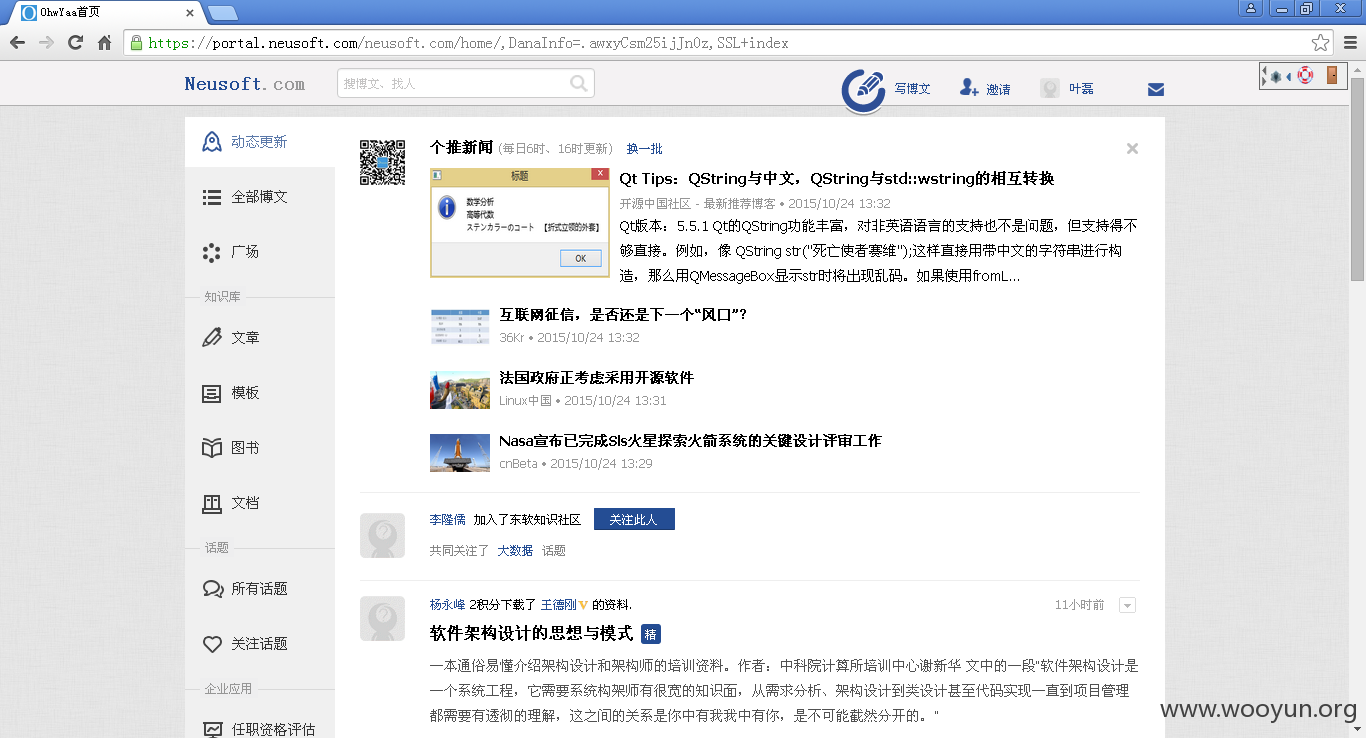 OhwYaa首页
https://portal.neusoft.com/neusoft.com/home/,DanaInfo=.awxyCsm25ijJn0z,SSL+index
Neusoft.com
搜博文、找人
写博文
邀请
叶磊
动态更新
全部博文
广场
知识库
文章
模板
图书
文档
话题
所有话题
关注话题
企业应用
任职资格评估
个推新闻 (每日6时、16时更新) 换一批
标题
数学分析
高等代数
ステンカラーのコート 【折式立领的外套】
OK
Qt Tips：QString与中文，QString与std::wstring的相互转换
开源中国社区 - 最新推荐博客 • 2015/10/24 13:32
Qt版本：5.5.1 Qt的QString功能丰富，对非英语语言的支持也不是问题，但支持得不
够直接。例如，像 QString str("死亡使者赛维");这样直接用带中文的字符串进行构
造，那么用QMessageBox显示str时将出现乱码。如果使用fromL...
互联网征信，是否还是下一个“风口”？
36Kr • 2015/10/24 13:32
法国政府正考虑采用开源软件
Linux中国 • 2015/10/24 13:31
Nasa宣布已完成Sls火星探索火箭系统的关键设计评审工作
cnBeta • 2015/10/24 13:29
李隆儒 加入了东软知识社区 关注此人
共同关注了 大数据 话题
杨永峰 2积分下载了 王德刚 的资料.
11小时前
软件架构设计的思想与模式 精
一本通俗易懂介绍架构设计和架构师的培训资料。作者：中科院计算所培训中心谢新华 文中的一段"软件架构设计是
一个系统工程，它需要系统构架师有很宽的知识面，从需求分析、架构设计到类设计甚至代码实现一直到项目管理
都需要有透彻的理解，这之间的关系是你中有我我中有你，是不可能截然分开的。"
www.wooyun.org